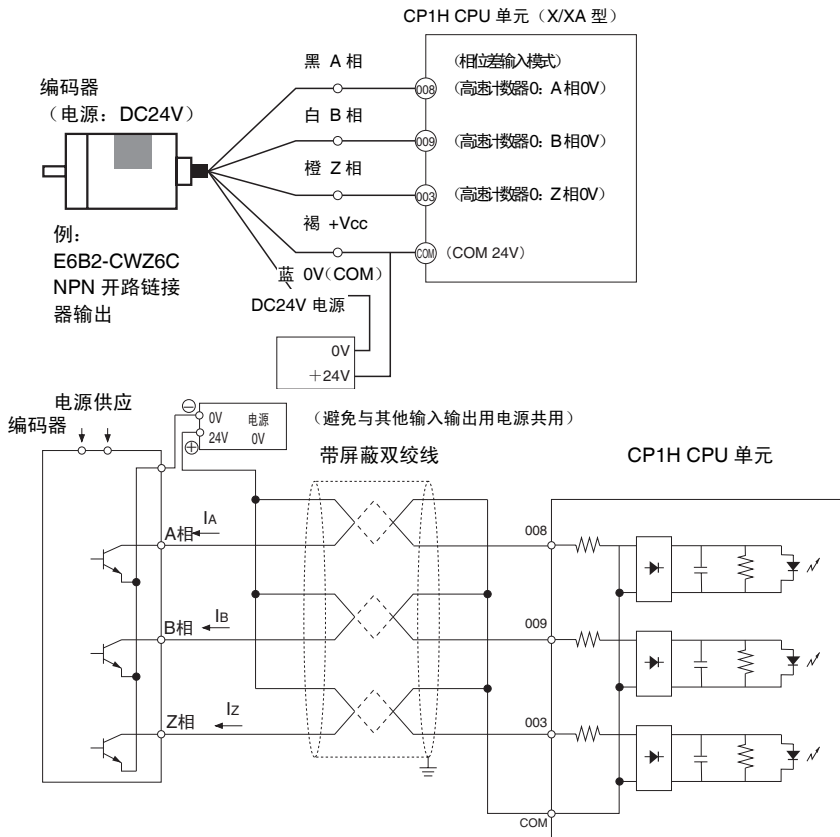 CP1H CPU 单元（X/XA 型）
黑 A 相
(相位差输入模式)
编码器
（电源：DC24V）
008
(高速计数器0: A相0V)
白 B 相
009
(高速计数器0: B相0V)
橙 Z 相
003
(高速计数器0: Z相0V)
褐 +Vcc
COM
(COM 24V)
例：
E6B2-CWZ6C
NPN 开路链接
器输出
蓝 0V(COM)
DC24V 电源
0V
+24V
电源供应
编码器
0V 电源
24V 0V
（避免与其他输入输出用电源共用）
带屏蔽双绞线
CP1H CPU 单元
A相
IA
008
B相
IB
009
Z相
IZ
003
COM